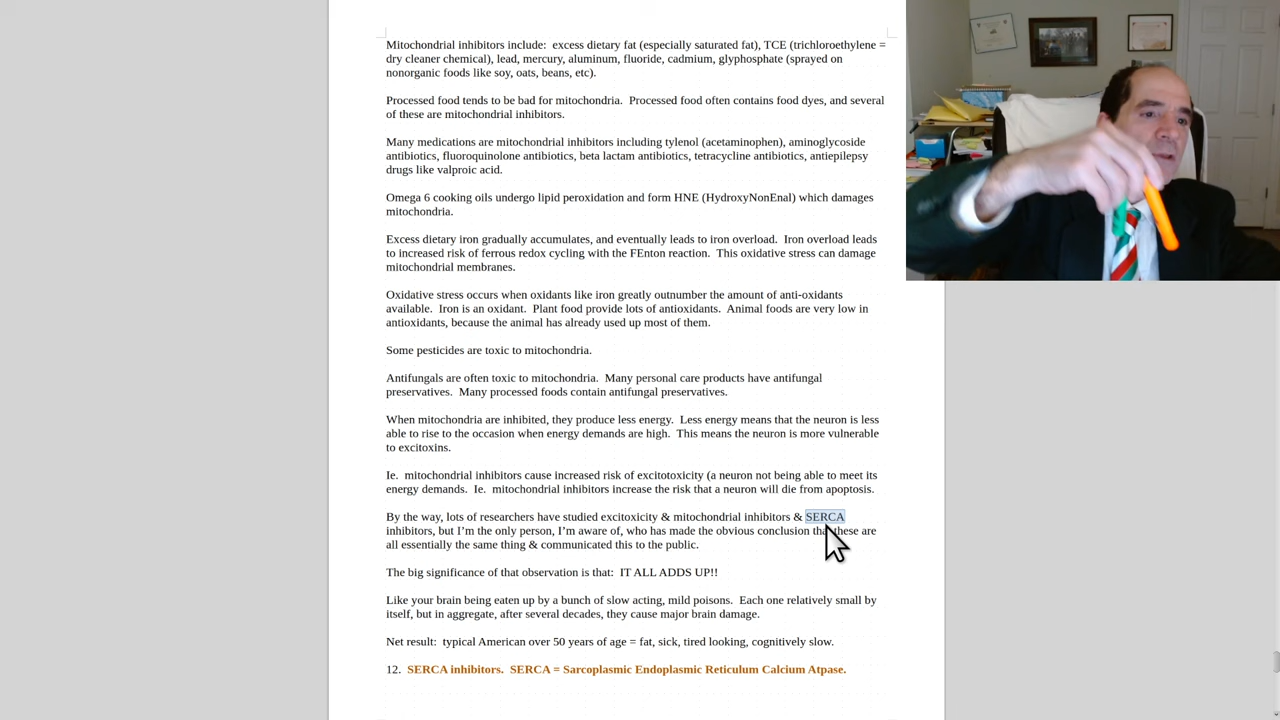 Mitochondrial inhibitors include:  excess dietary fat (especially saturated fat), TCE (trichloroethylene =
dry cleaner chemical), lead, mercury, aluminum, fluoride, cadmium, glyphosate (sprayed on
nonorganic foods like soy, oats, beans, etc).
Processed food tends to be bad for mitochondria.  Processed food often contains food dyes, and several
of these are mitochondrial inhibitors.
Many medications are mitochondrial inhibitors including tylenol (acetaminophen), aminoglycoside
antibiotics, fluoroquinolone antibiotics, beta lactam antibiotics, tetracycline antibiotics, antiepilepsy
drugs like valproic acid.
Omega 6 cooking oils undergo lipid peroxidation and form HNE (HydroxyNonEnal) which damages
mitochondria.
Excess dietary iron gradually accumulates, and eventually leads to iron overload.  Iron overload leads
to increased risk of ferrous redox cycling with the FEnton reaction.  This oxidative stress can damage
mitochondrial membranes.
Oxidative stress occurs when oxidants like iron greatly outnumber the amount of anti-oxidants
available.  Iron is an oxidant.  Plant food provide lots of antioxidants.  Animal foods are very low in
antioxidants, because the animal has already used up most of them.
Some pesticides are toxic to mitochondria.
Antifungals are often toxic to mitochondria.  Many personal care products have antifungal
preservatives.  Many processed foods contain antifungal preservatives.
When mitochondria are inhibited, they produce less energy.  Less energy means that the neuron is less
able to rise to the occasion when energy demands are high.  This means the neuron is more vulnerable
to excitoxins.
Ie.  mitochondrial inhibitors cause increased risk of excitotoxicity (a neuron not being able to meet its
energy demands.  Ie.  mitochondrial inhibitors increase the risk that a neuron will die from apoptosis.
By the way, lots of researchers have studied excitoxicity & mitochondrial inhibitors & SERCA
inhibitors, but I'm the only person, I'm aware of, who has made the obvious conclusion that these are
all essentially the same thing & communicated this to the public.
The big significance of that observation is that:  IT ALL ADDS UP!!
Like your brain being eaten up by a bunch of slow acting, mild poisons.  Each one relatively small by
itself, but in aggregate, after several decades, they cause major brain damage.
Net result:  typical American over 50 years of age = fat, sick, tired looking, cognitively slow.
12.  SERCA inhibitors.  SERCA = Sarcoplasmic Endoplasmic Reticulum Calcium Atpase.